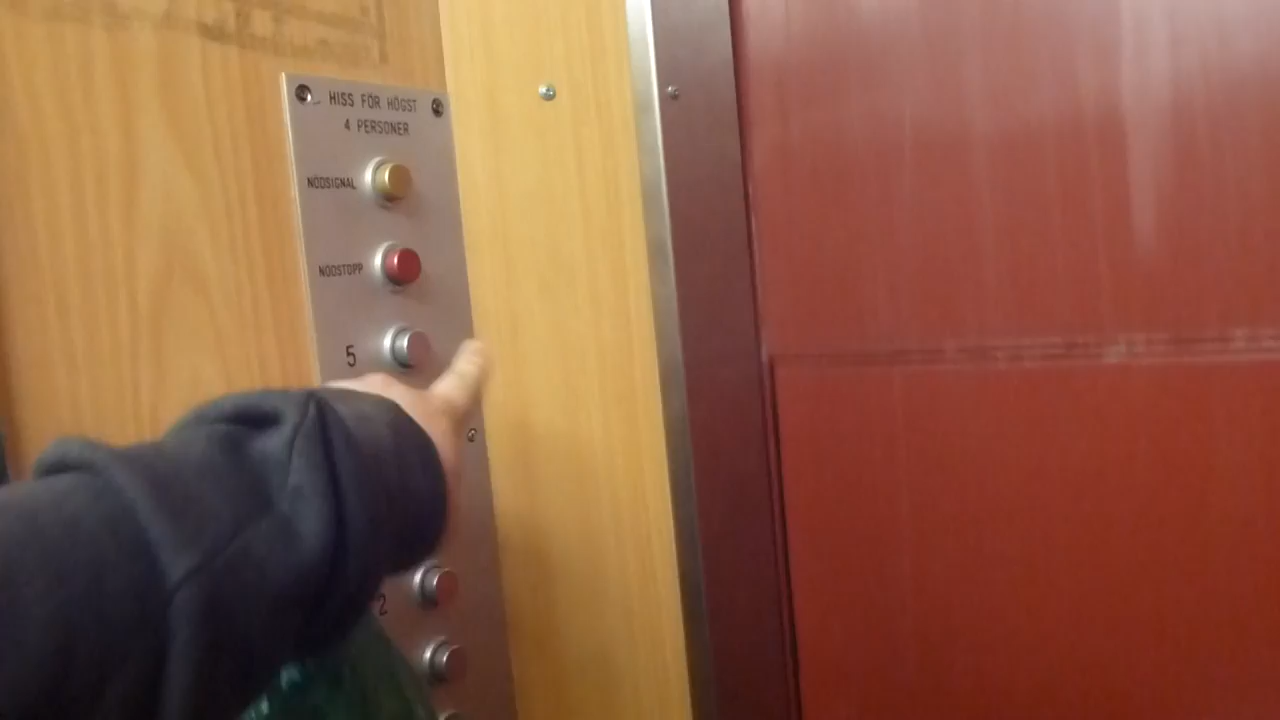 HISS FÖR HÖGST
4 PERSONER
NÖDSIGNAL
NÖDSTOPP
5
2